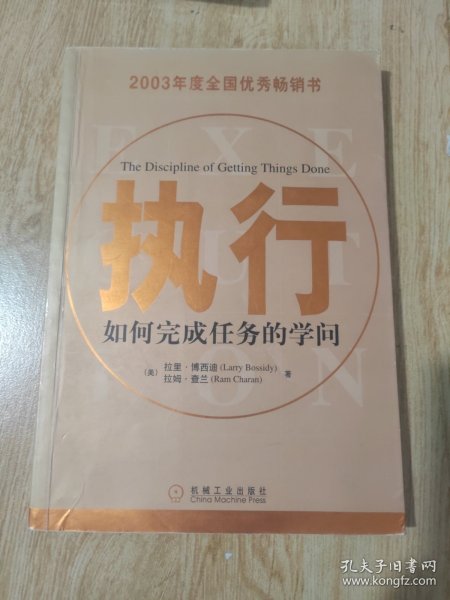 2003年度全国优秀畅销书
E X E
The Discipline of Getting Things Done
执行
如何完成任务的学问
(美) 拉里·博西迪 (Larry Bossidy)
拉姆·查兰 (Ram Charan) 著
机械工业出版社
China Machine Press
孔夫子旧书网
www.kongfz.com